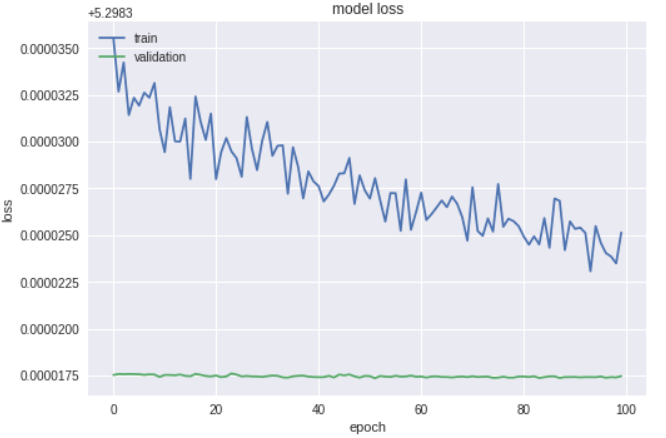 +5.2983
model loss
train
validation
0.0000350
0.0000325
0.0000300
0.0000275
0.0000250
0.0000225
0.0000200
0.0000175
loss
0 20 40 60 80 100
epoch